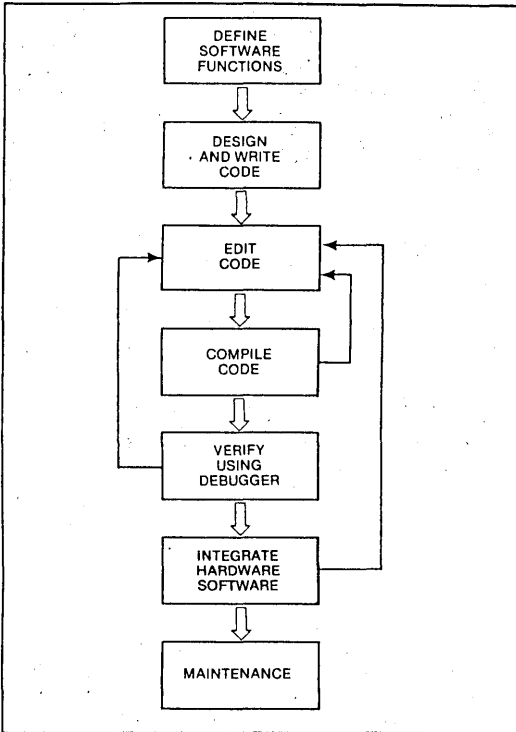 DEFINE
SOFTWARE
FUNCTIONS
DESIGN
AND WRITE
CODE
EDIT
CODE
COMPILE
CODE
VERIFY
USING
DEBUGGER
INTEGRATE
HARDWARE
SOFTWARE
MAINTENANCE